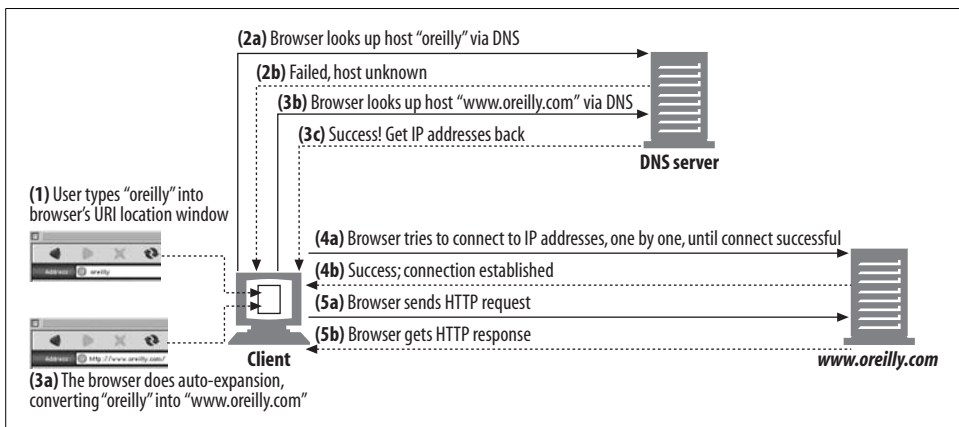 (2a) Browser looks up host “oreilly” via DNS
(2b) Failed, host unknown
(3b) Browser looks up host “www.oreilly.com” via DNS
(3c) Success! Get IP addresses back
DNS server
(1) User types “oreilly” into
browser’s URI location window
Address oreilly
(4a) Browser tries to connect to IP addresses, one by one, until connect successful
(4b) Success; connection established
(5a) Browser sends HTTP request
(5b) Browser gets HTTP response
Address http://www.oreilly.com/
Client
www.oreilly.com
(3a) The browser does auto-expansion,
converting “oreilly” into “www.oreilly.com”